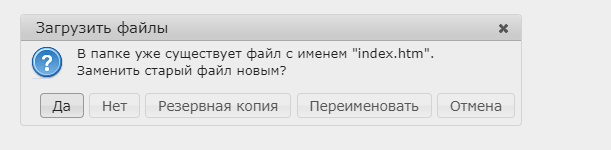 Загрузить файлы
В папке уже существует файл с именем "index.htm".
Заменить старый файл новым?
Да Нет Резервная копия Переименовать Отмена